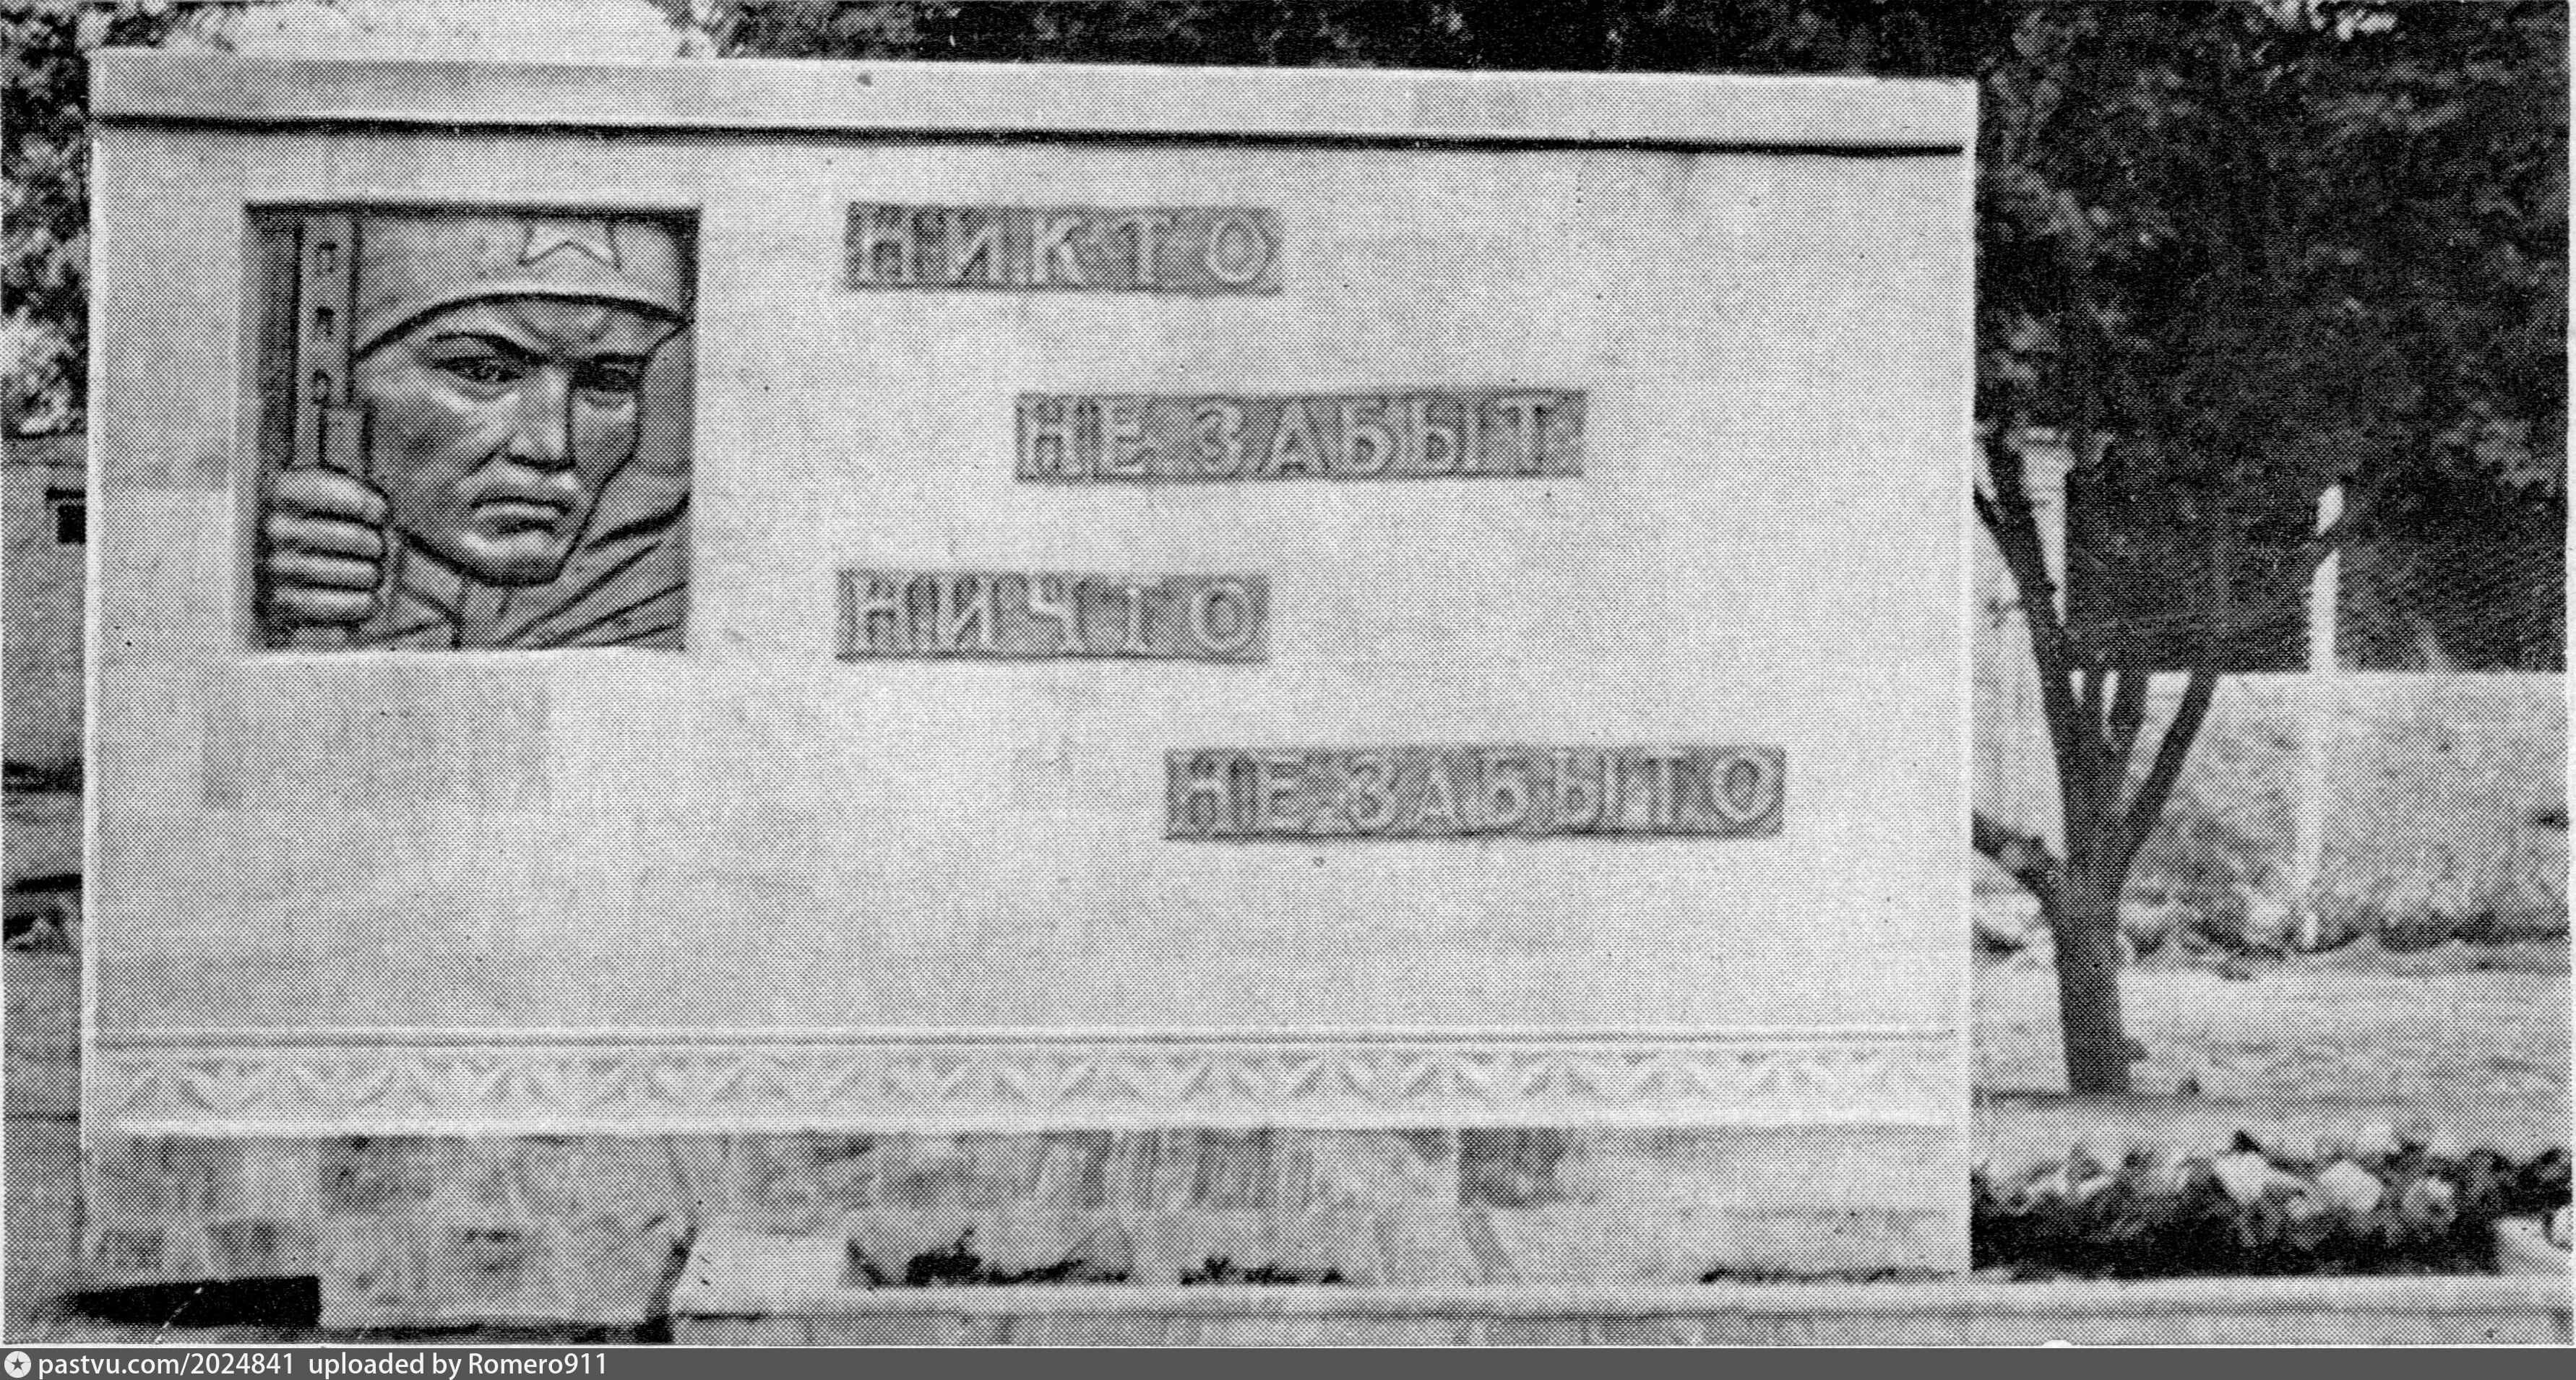 НИКТО
НЕ ЗАБЫТ
НИЧТО
НЕ ЗАБЫТО
pastvu.com/2024841 uploaded by Romero911